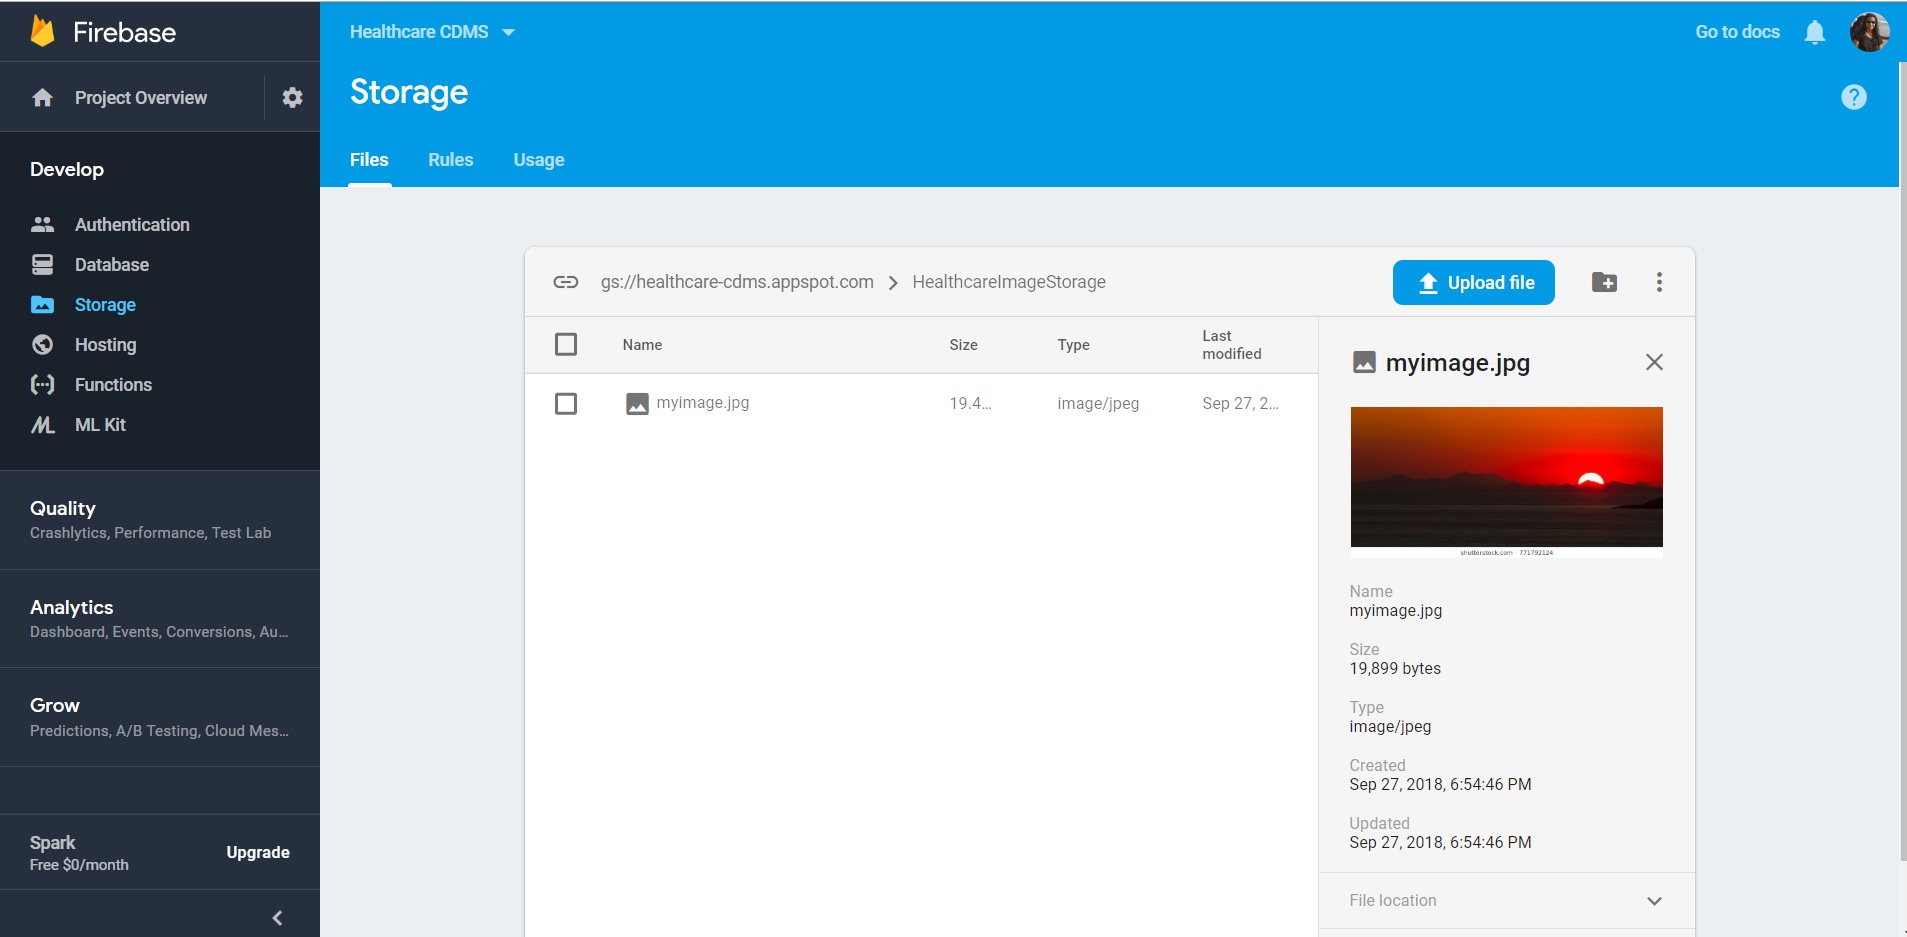 Firebase
Project Overview
Develop
Authentication
Database
Storage
Hosting
Functions
ML Kit
Quality
Crashlytics, Performance, Test Lab
Analytics
Dashboard, Events, Conversions, Au...
Grow
Predictions, A/B Testing, Cloud Mes...
Spark
Free $0/month
Upgrade
Healthcare CDMS
Go to docs
Storage
?
Files Rules Usage
gs://healthcare-cdms.appspot.com HealthcareImageStorage
Upload file
Name Size Type Last
modified
myimage.jpg 19.4... image/jpeg Sep 27, 2...
myimage.jpg
shutterstock.com · 771792124
Name
myimage.jpg
Size
19,899 bytes
Type
image/jpeg
Created
Sep 27, 2018, 6:54:46 PM
Updated
Sep 27, 2018, 6:54:46 PM
File location